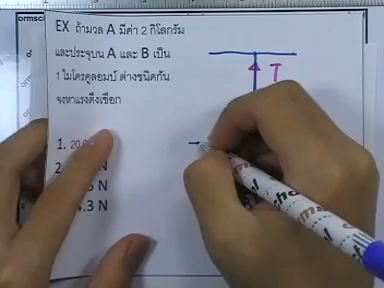 EX ถ้ามวล A มีค่า 2 กิโลกรัม
และประจุบน A และ B เป็น
1 ไมโครคูลอมบ์ ต่างชนิดกัน
จงหาแรงตึงเชือก
T
1. 20.
2. N
N
.3 N